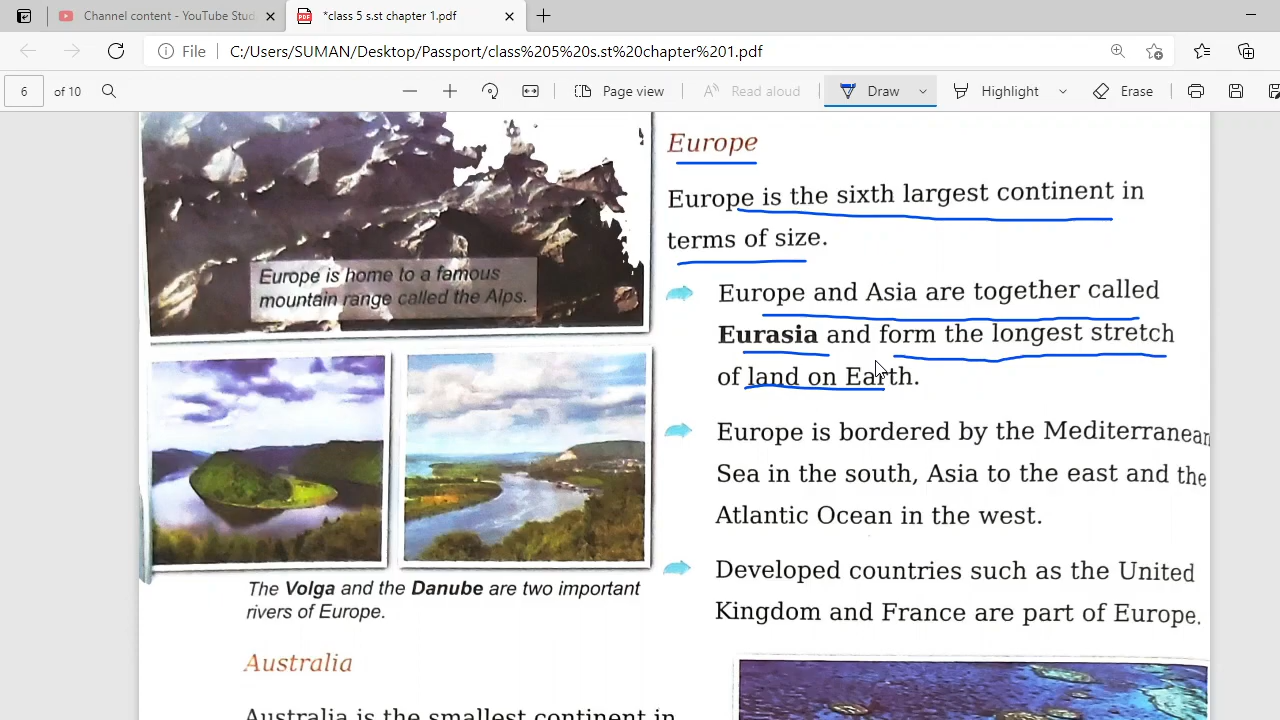 Channel content - YouTube Stud
*class 5 s.st chapter 1.pdf
File
C:/Users/SUMAN/Desktop/Passport/class%205%20s.st%20chapter%201.pdf
6 of 10
Page view
Read aloud
Draw
Highlight
Erase
Europe is home to a famous
mountain range called the Alps.
The Volga and the Danube are two important
rivers of Europe.
Australia
Australia is the smallest continent in
Europe
Europe is the sixth largest continent in
terms of size.
Europe and Asia are together called
Eurasia and form the longest stretch
of land on Earth.
Europe is bordered by the Mediterranean
Sea in the south, Asia to the east and the
Atlantic Ocean in the west.
Developed countries such as the United
Kingdom and France are part of Europe.